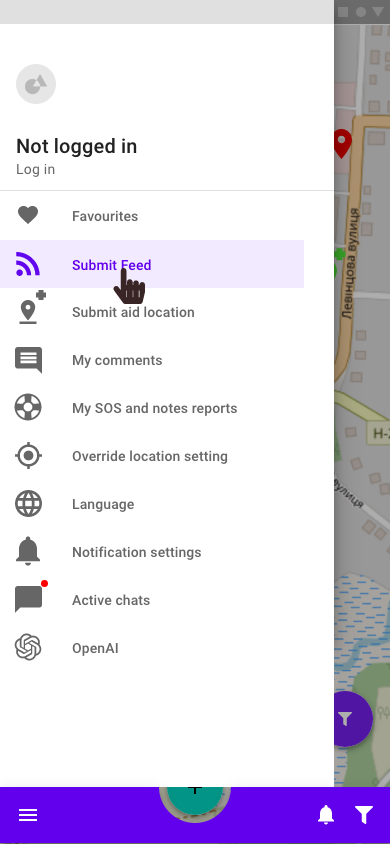 Not logged in
Log in
Favourites
Submit Feed
Submit aid location
My comments
My SOS and notes reports
Override location setting
Language
Notification settings
Active chats
OpenAI
Левінцова вулиця
H-2
вулиця